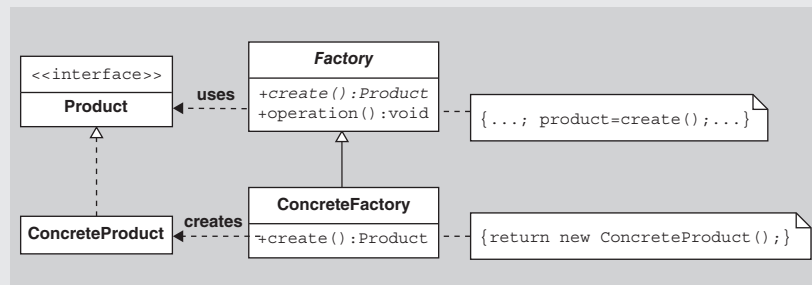 Factory
<<interface>>
Product
uses
+create():Product
+operation():void
{...; product=create();...}
ConcreteFactory
ConcreteProduct
creates
+create():Product
{return new ConcreteProduct();}